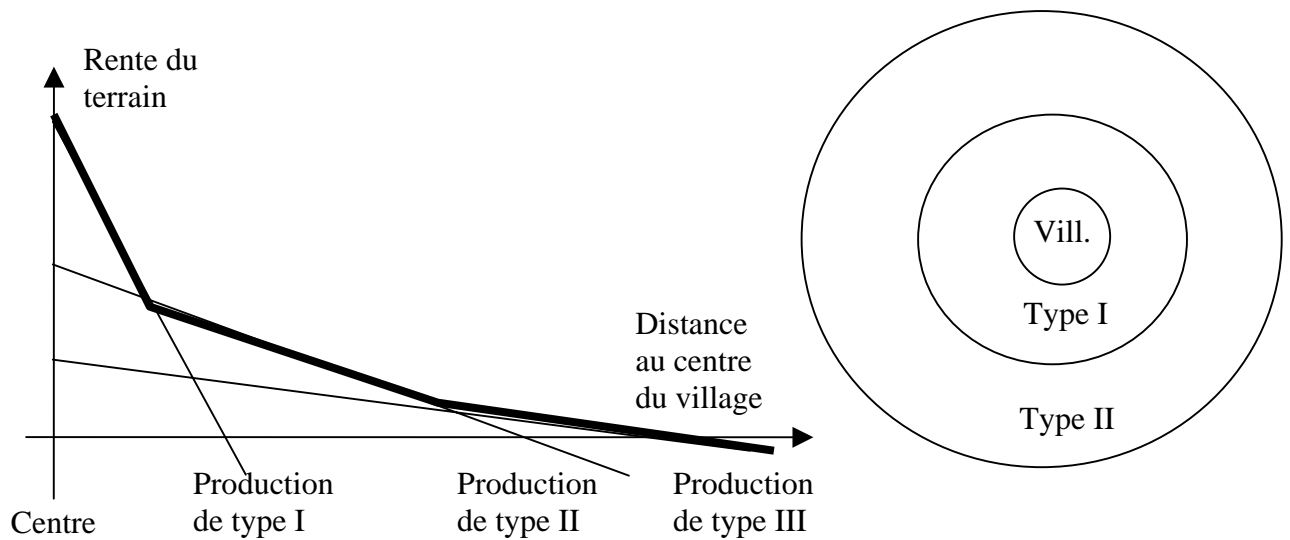 Rente du
terrain
Vill.
Type I
Distance
au centre
du village
Type II
Production
de type I
Production
de type II
Production
de type III
Centre